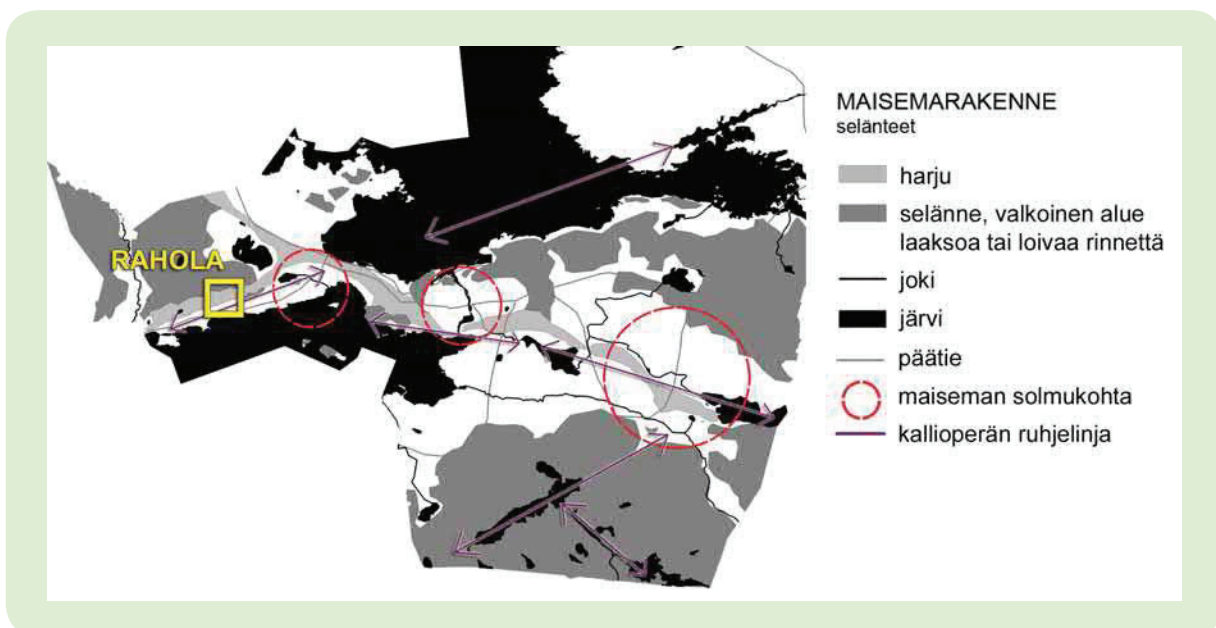 MAISEMARAKENNE
selänteet
RAHOLA
harju
selänne, valkoinen alue
laaksoa tai loivaa rinnettä
joki
järvi
päätie
maiseman solmukohta
kallioperän ruhjelinja